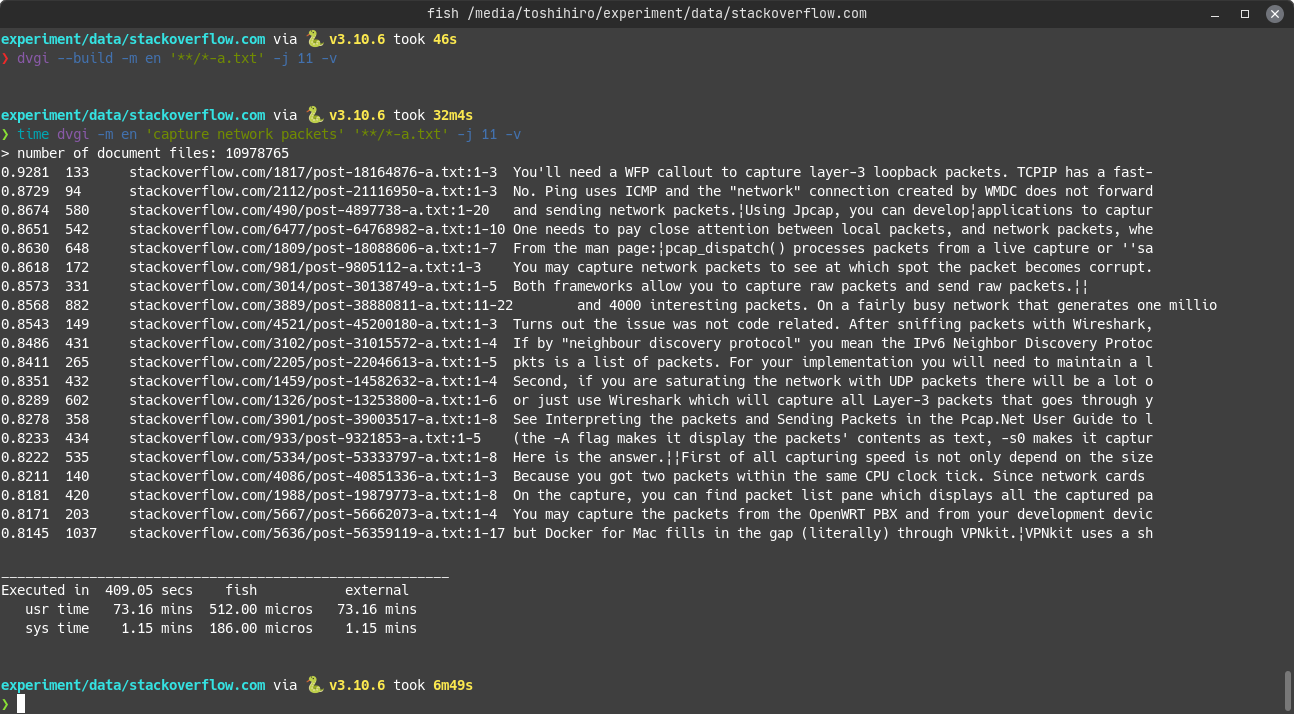 fish /media/toshihiro/experiment/data/stackoverflow.com
experiment/data/stackoverflow.com via 🐍 v3.10.6 took 46s
❯ dvgi --build -m en '**/*-a.txt' -j 11 -v
experiment/data/stackoverflow.com via 🐍 v3.10.6 took 32m4s
❯ time dvgi -m en 'capture network packets' '**/*-a.txt' -j 11 -v
> number of document files: 10978765
0.9281  133     stackoverflow.com/1817/post-18164876-a.txt:1-3  You'll need a WFP callout to capture layer-3 loopback packets. TCPIP has a fast-
0.8729  94      stackoverflow.com/2112/post-21116950-a.txt:1-3  No. Ping uses ICMP and the "network" connection created by WMDC does not forward
0.8674  580     stackoverflow.com/490/post-4897738-a.txt:1-20   and sending network packets.¦Using Jpcap, you can develop¦applications to captur
0.8651  542     stackoverflow.com/6477/post-64768982-a.txt:1-10 One needs to pay close attention between local packets, and network packets, whe
0.8630  648     stackoverflow.com/1809/post-18088606-a.txt:1-7  From the man page:¦pcap_dispatch() processes packets from a live capture or ''sa
0.8618  172     stackoverflow.com/981/post-9805112-a.txt:1-3    You may capture network packets to see at which spot the packet becomes corrupt.
0.8573  331     stackoverflow.com/3014/post-30138749-a.txt:1-5  Both frameworks allow you to capture raw packets and send raw packets.¦¦
0.8568  882     stackoverflow.com/3889/post-38880811-a.txt:11-22        and 4000 interesting packets. On a fairly busy network that generates one millio
0.8543  149     stackoverflow.com/4521/post-45200180-a.txt:1-3  Turns out the issue was not code related. After sniffing packets with Wireshark,
0.8486  431     stackoverflow.com/3102/post-31015572-a.txt:1-4  If by "neighbour discovery protocol" you mean the IPv6 Neighbor Discovery Protoc
0.8411  265     stackoverflow.com/2205/post-22046613-a.txt:1-5  pkts is a list of packets. For your implementation you will need to maintain a l
0.8351  432     stackoverflow.com/1459/post-14582632-a.txt:1-4  Second, if you are saturating the network with UDP packets there will be a lot o
0.8289  602     stackoverflow.com/1326/post-13253800-a.txt:1-6  or just use Wireshark which will capture all Layer-3 packets that goes through y
0.8278  358     stackoverflow.com/3901/post-39003517-a.txt:1-8  See Interpreting the packets and Sending Packets in the Pcap.Net User Guide to l
0.8233  434     stackoverflow.com/933/post-9321853-a.txt:1-5    (the -A flag makes it display the packets' contents as text, -s0 makes it captur
0.8222  535     stackoverflow.com/5334/post-53333797-a.txt:1-8  Here is the answer.¦¦First of all capturing speed is not only depend on the size
0.8211  140     stackoverflow.com/4086/post-40851336-a.txt:1-3  Because you got two packets within the same CPU clock tick. Since network cards
0.8181  420     stackoverflow.com/1988/post-19879773-a.txt:1-8  On the capture, you can find packet list pane which displays all the captured pa
0.8171  203     stackoverflow.com/5667/post-56662073-a.txt:1-4  You may capture the packets from the OpenWRT PBX and from your development devic
0.8145  1037    stackoverflow.com/5636/post-56359119-a.txt:1-17 but Docker for Mac fills in the gap (literally) through VPNkit.¦VPNkit uses a sh
________________________________________________________
Executed in  409.05 secs    fish           external
   usr time   73.16 mins  512.00 micros   73.16 mins
   sys time    1.15 mins  186.00 micros    1.15 mins
experiment/data/stackoverflow.com via 🐍 v3.10.6 took 6m49s
❯